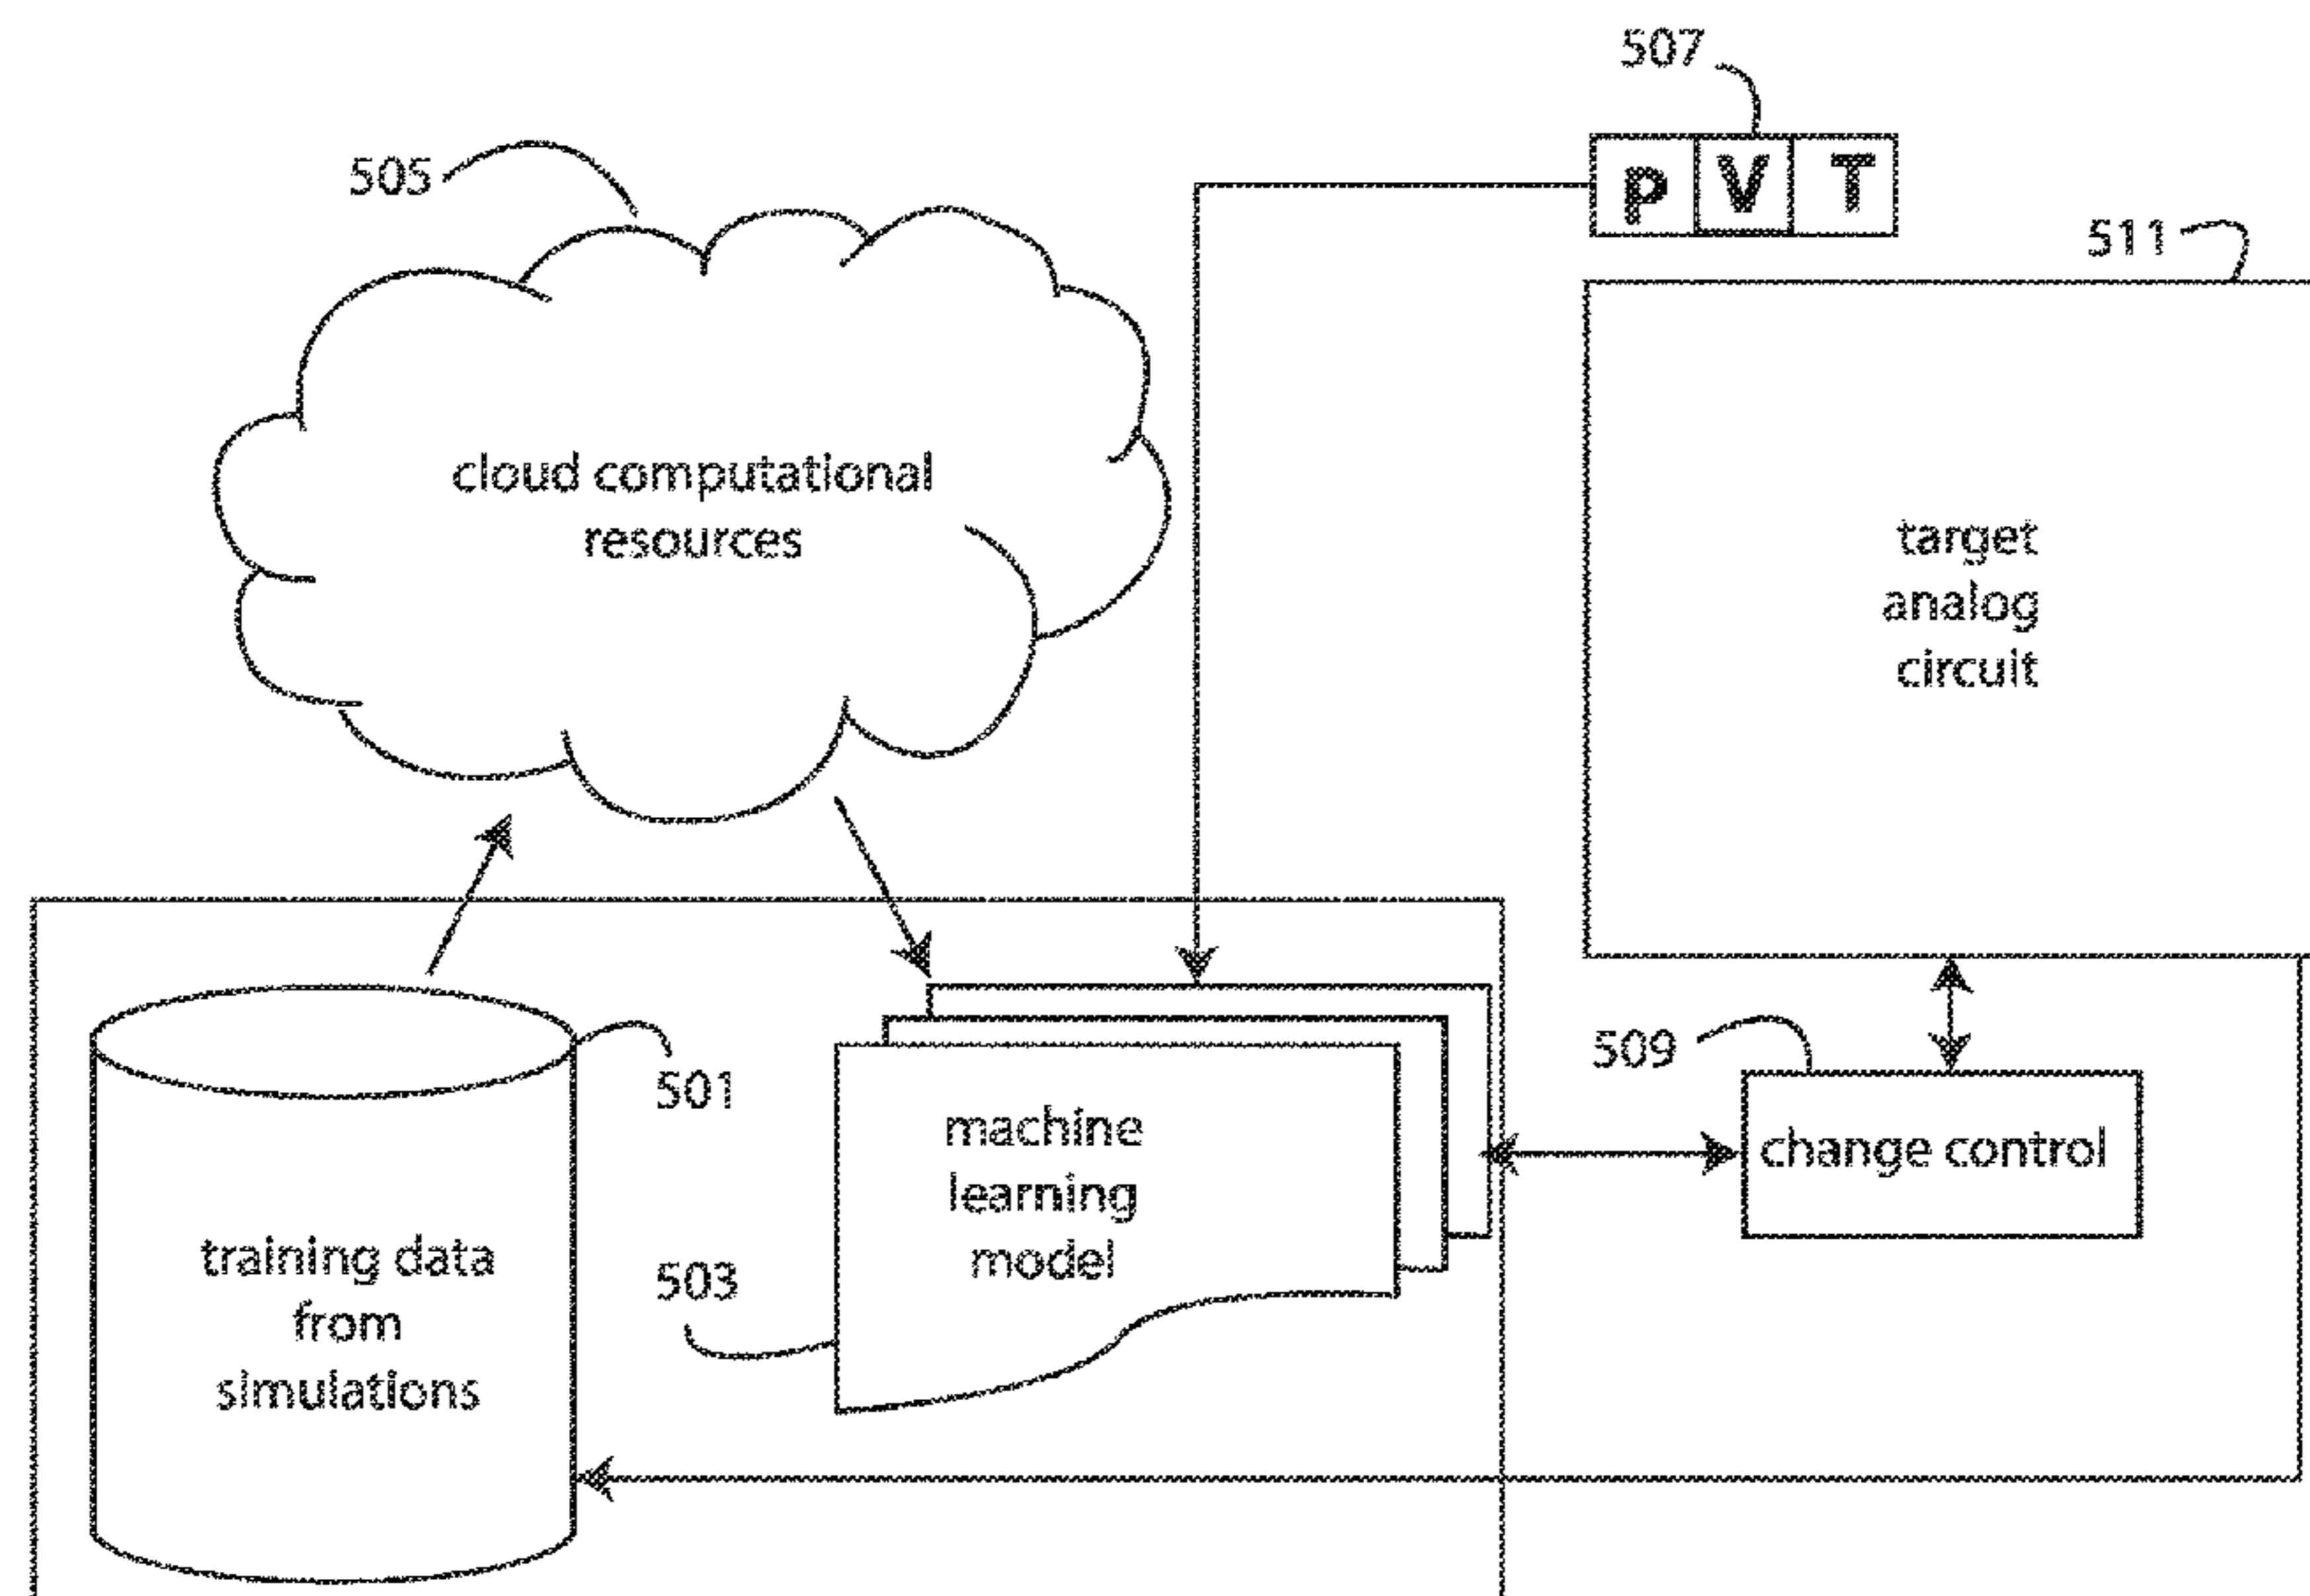 507
505
P V T
511
cloud computational
resources
target
analog
circuit
509
501
machine
learning
model
change control
training data
from
simulations
503